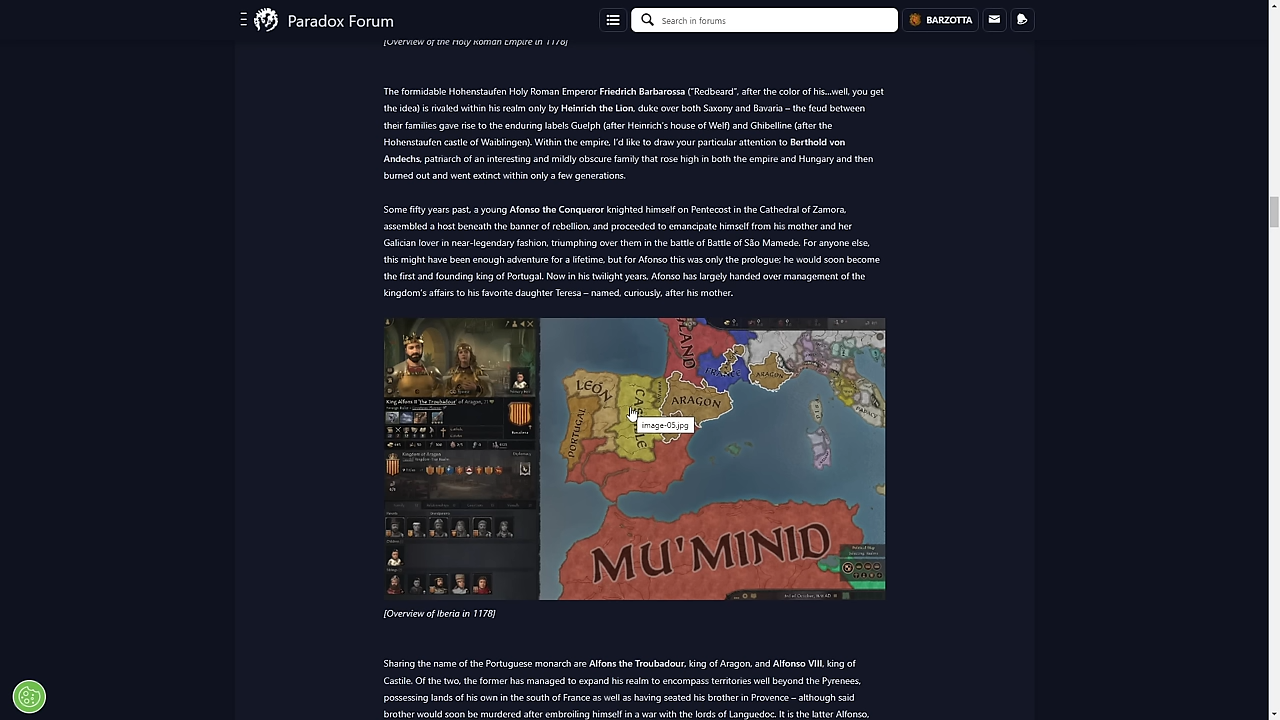 Paradox Forum
Search in forums
BARZOTTA
[Overview of the Holy Roman Empire in 1178]
The formidable Hohenstaufen Holy Roman Emperor Friedrich Barbarossa ("Redbeard", after the color of his...well, you get
the idea) is rivaled within his realm only by Heinrich the Lion, duke over both Saxony and Bavaria – the feud between
their families gave rise to the enduring labels Guelph (after Heinrich's house of Welf) and Ghibelline (after the
Hohenstaufen castle of Waiblingen). Within the empire, I'd like to draw your particular attention to Berthold von
Andechs, patriarch of an interesting and mildly obscure family that rose high in both the empire and Hungary and then
burned out and went extinct within only a few generations.
Some fifty years past, a young Afonso the Conqueror knighted himself on Pentecost in the Cathedral of Zamora,
assembled a host beneath the banner of rebellion, and proceeded to emancipate himself from his mother and her
Galician lover in near-legendary fashion, triumphing over them in the battle of Battle of São Mamede. For anyone else,
this might have been enough adventure for a lifetime, but for Afonso this was only the prologue; he would soon become
the first and founding king of Portugal. Now in his twilight years, Afonso has largely handed over management of the
kingdom's affairs to his favorite daughter Teresa – named, curiously, after his mother.
King Alfons II 'the Troubadour' of Aragon, 21
Kingdom of Aragon
LEÓN
PORTUGAL
ARAGON
FRANCE
ARAGON
PAPACY
image-05.jpg
MU'MINID
[Overview of Iberia in 1178]
Sharing the name of the Portuguese monarch are Alfons the Troubadour, king of Aragon, and Alfonso VIII, king of
Castile. Of the two, the former has managed to expand his realm to encompass territories well beyond the Pyrenees,
possessing lands of his own in the south of France as well as having seated his brother in Provence – although said
brother would soon be murdered after embroiling himself in a war with the lords of Languedoc. It is the latter Alfonso,